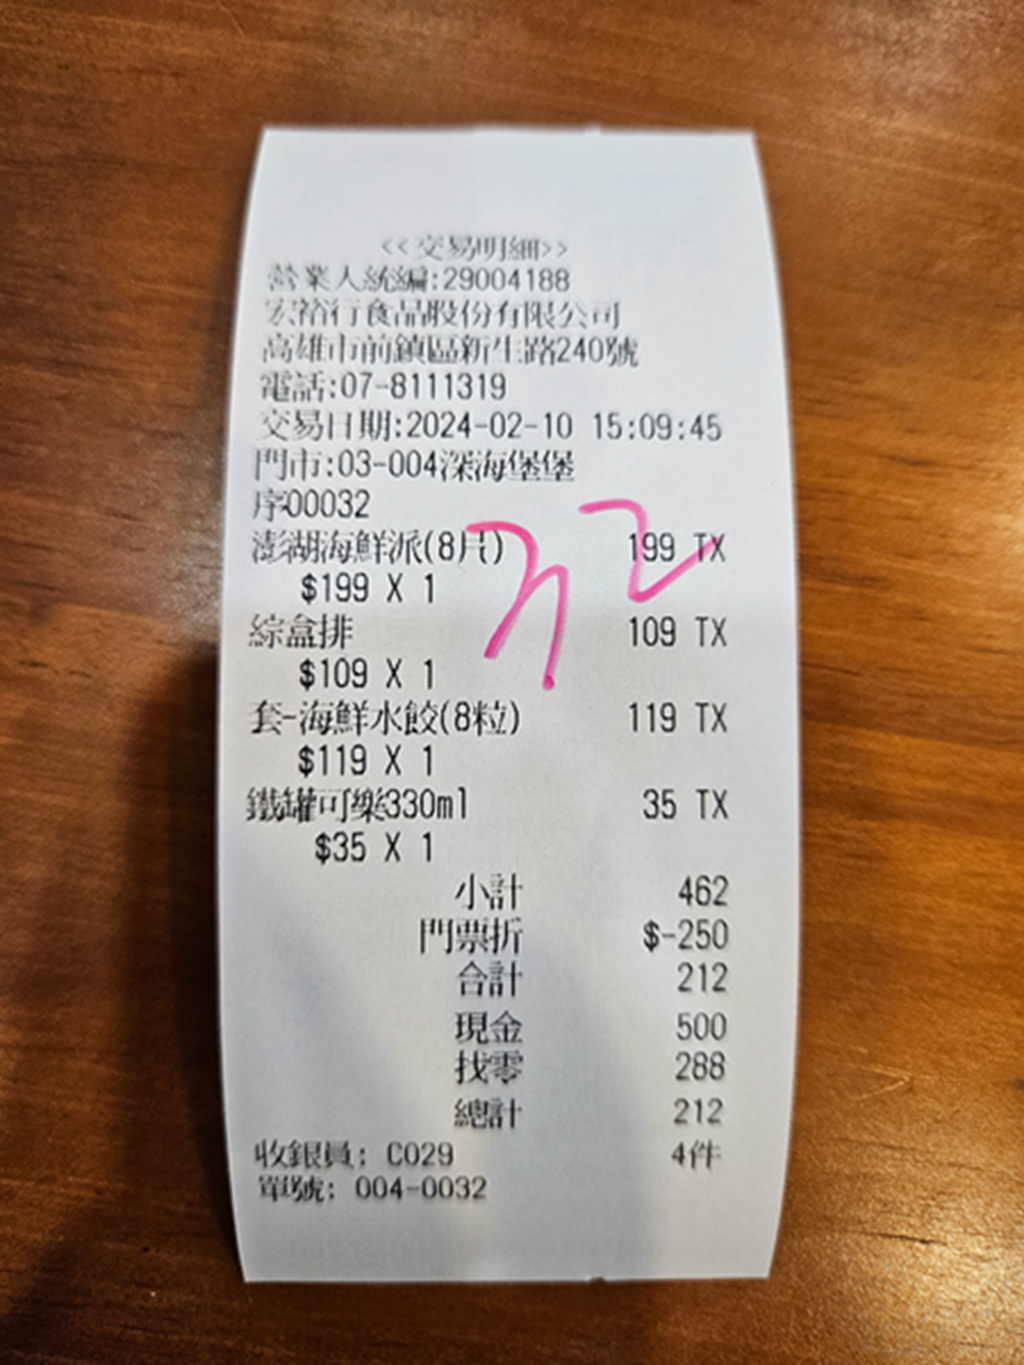 <<交易明細>>
營業人統編:29004188
宏裕行食品股份有限公司
高雄市前鎮區新生路240號
電話:07-8111319
交易日期:2024-02-10 15:09:45
門市:03-004深海堡堡
序00032
32
澎湖海鮮派(8片) 199 TX
$199 X 1
綜盒排 109 TX
$109 X 1
套-海鮮水餃(8粒) 119 TX
$119 X 1
鐵罐可樂330ml 35 TX
$35 X 1
小計 462
門票折 $-250
合計 212
現金 500
找零 288
總計 212
收銀員: C029 4件
單號: 004-0032